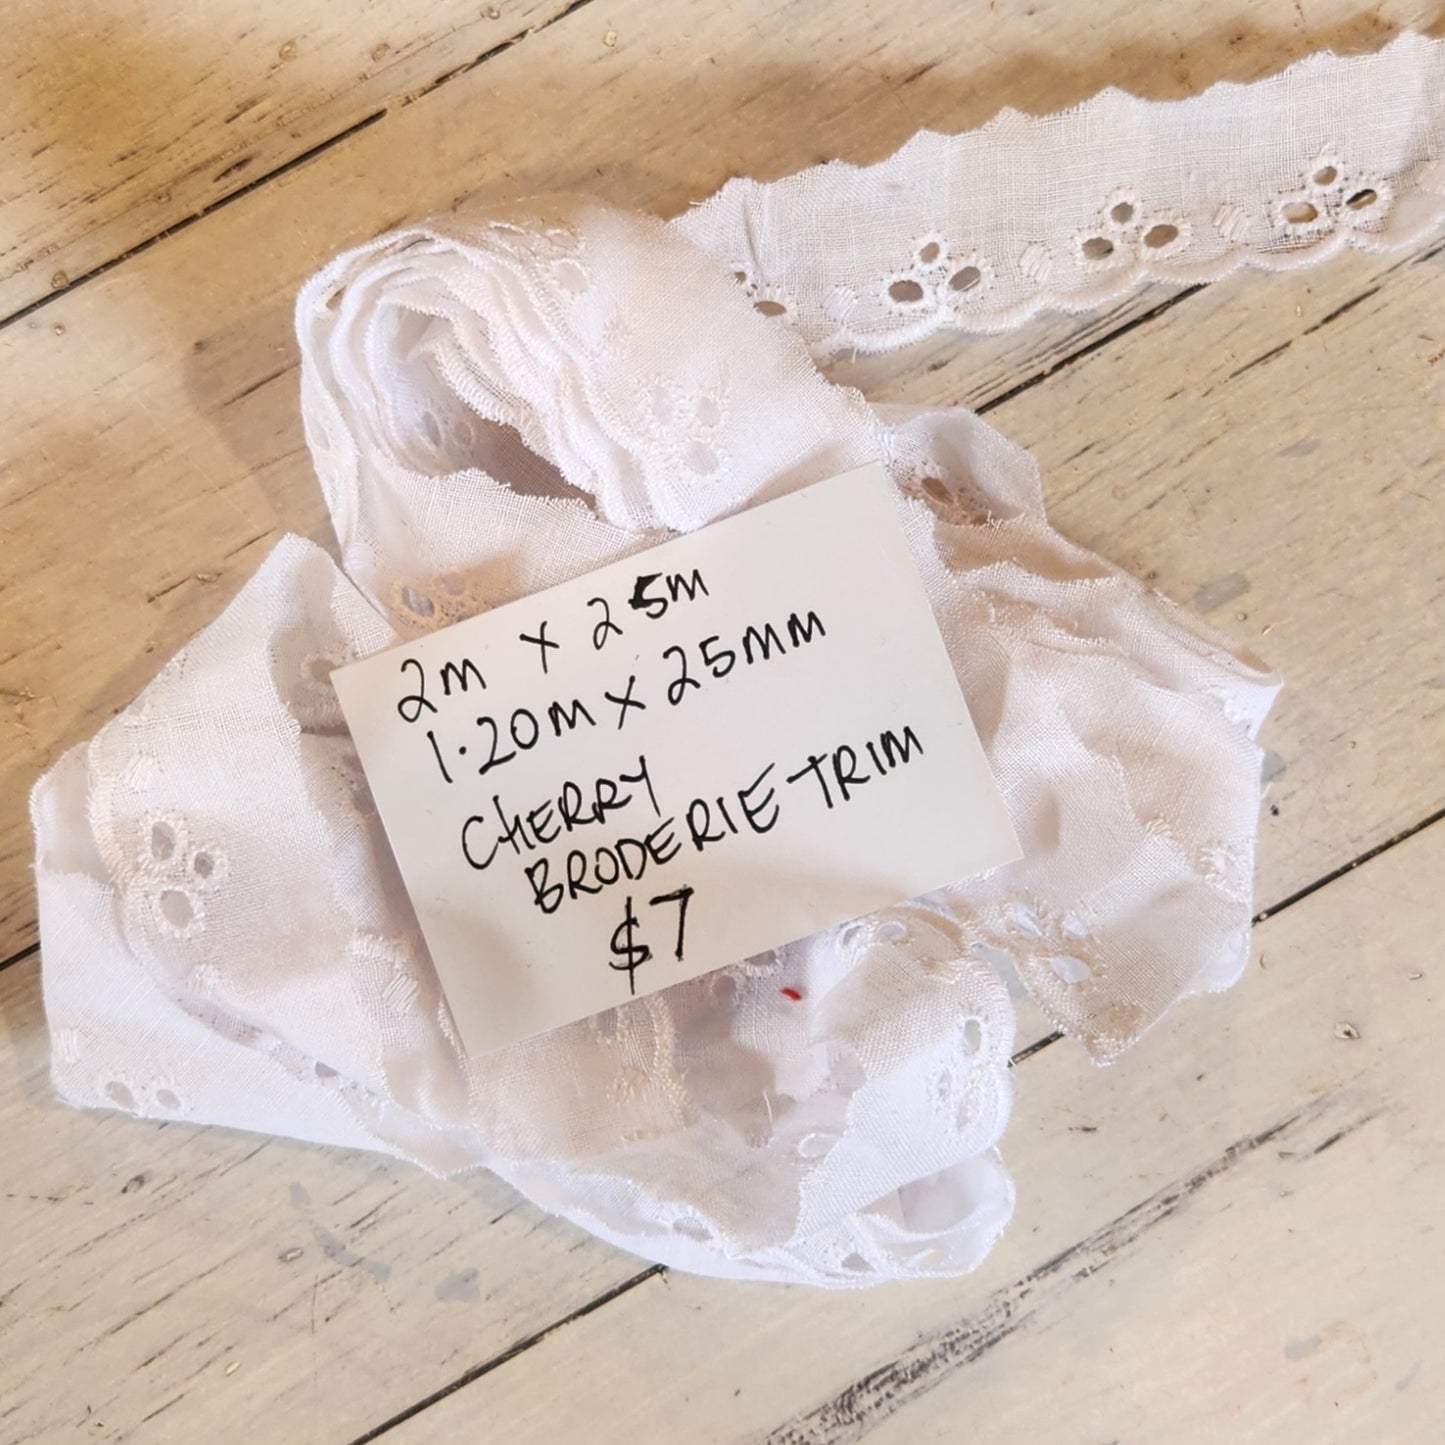 2m x 25m
1.20m x 25mm
CHERRY
BRODERIE TRIM
$7